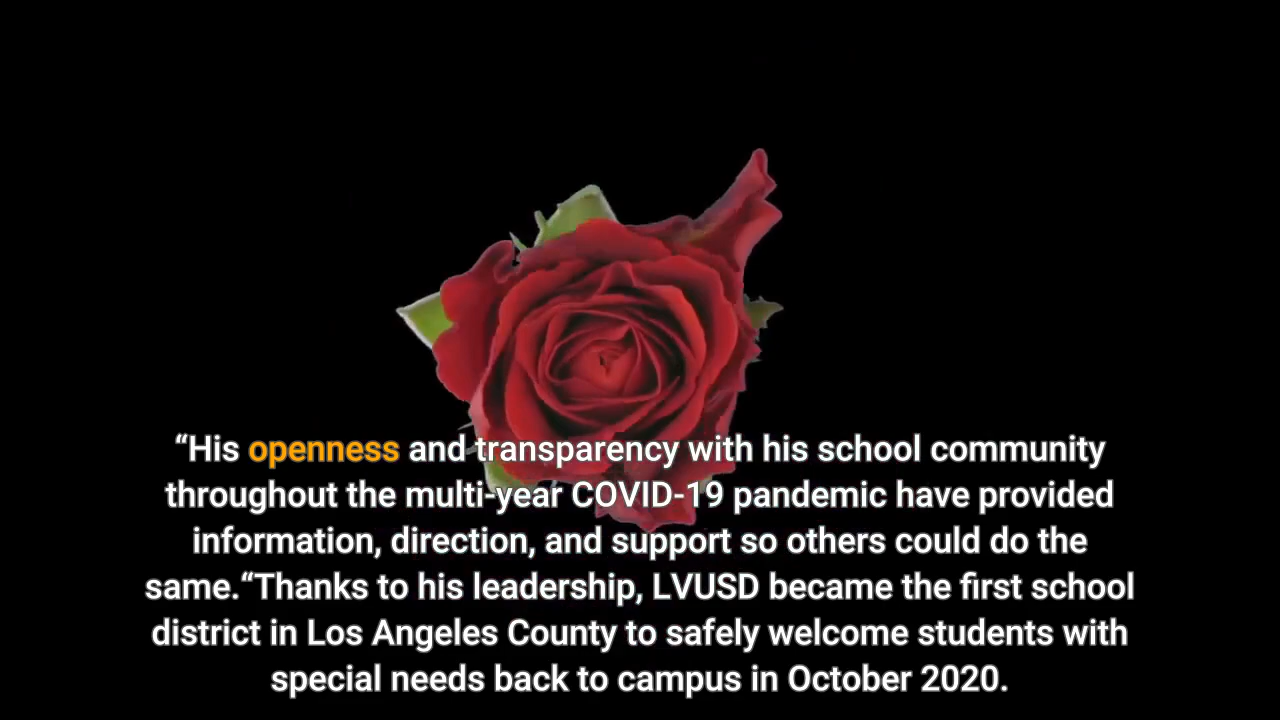 “His openness and transparency with his school community
throughout the multi-year COVID-19 pandemic have provided
information, direction, and support so others could do the
same.“Thanks to his leadership, LVUSD became the first school
district in Los Angeles County to safely welcome students with
special needs back to campus in October 2020.